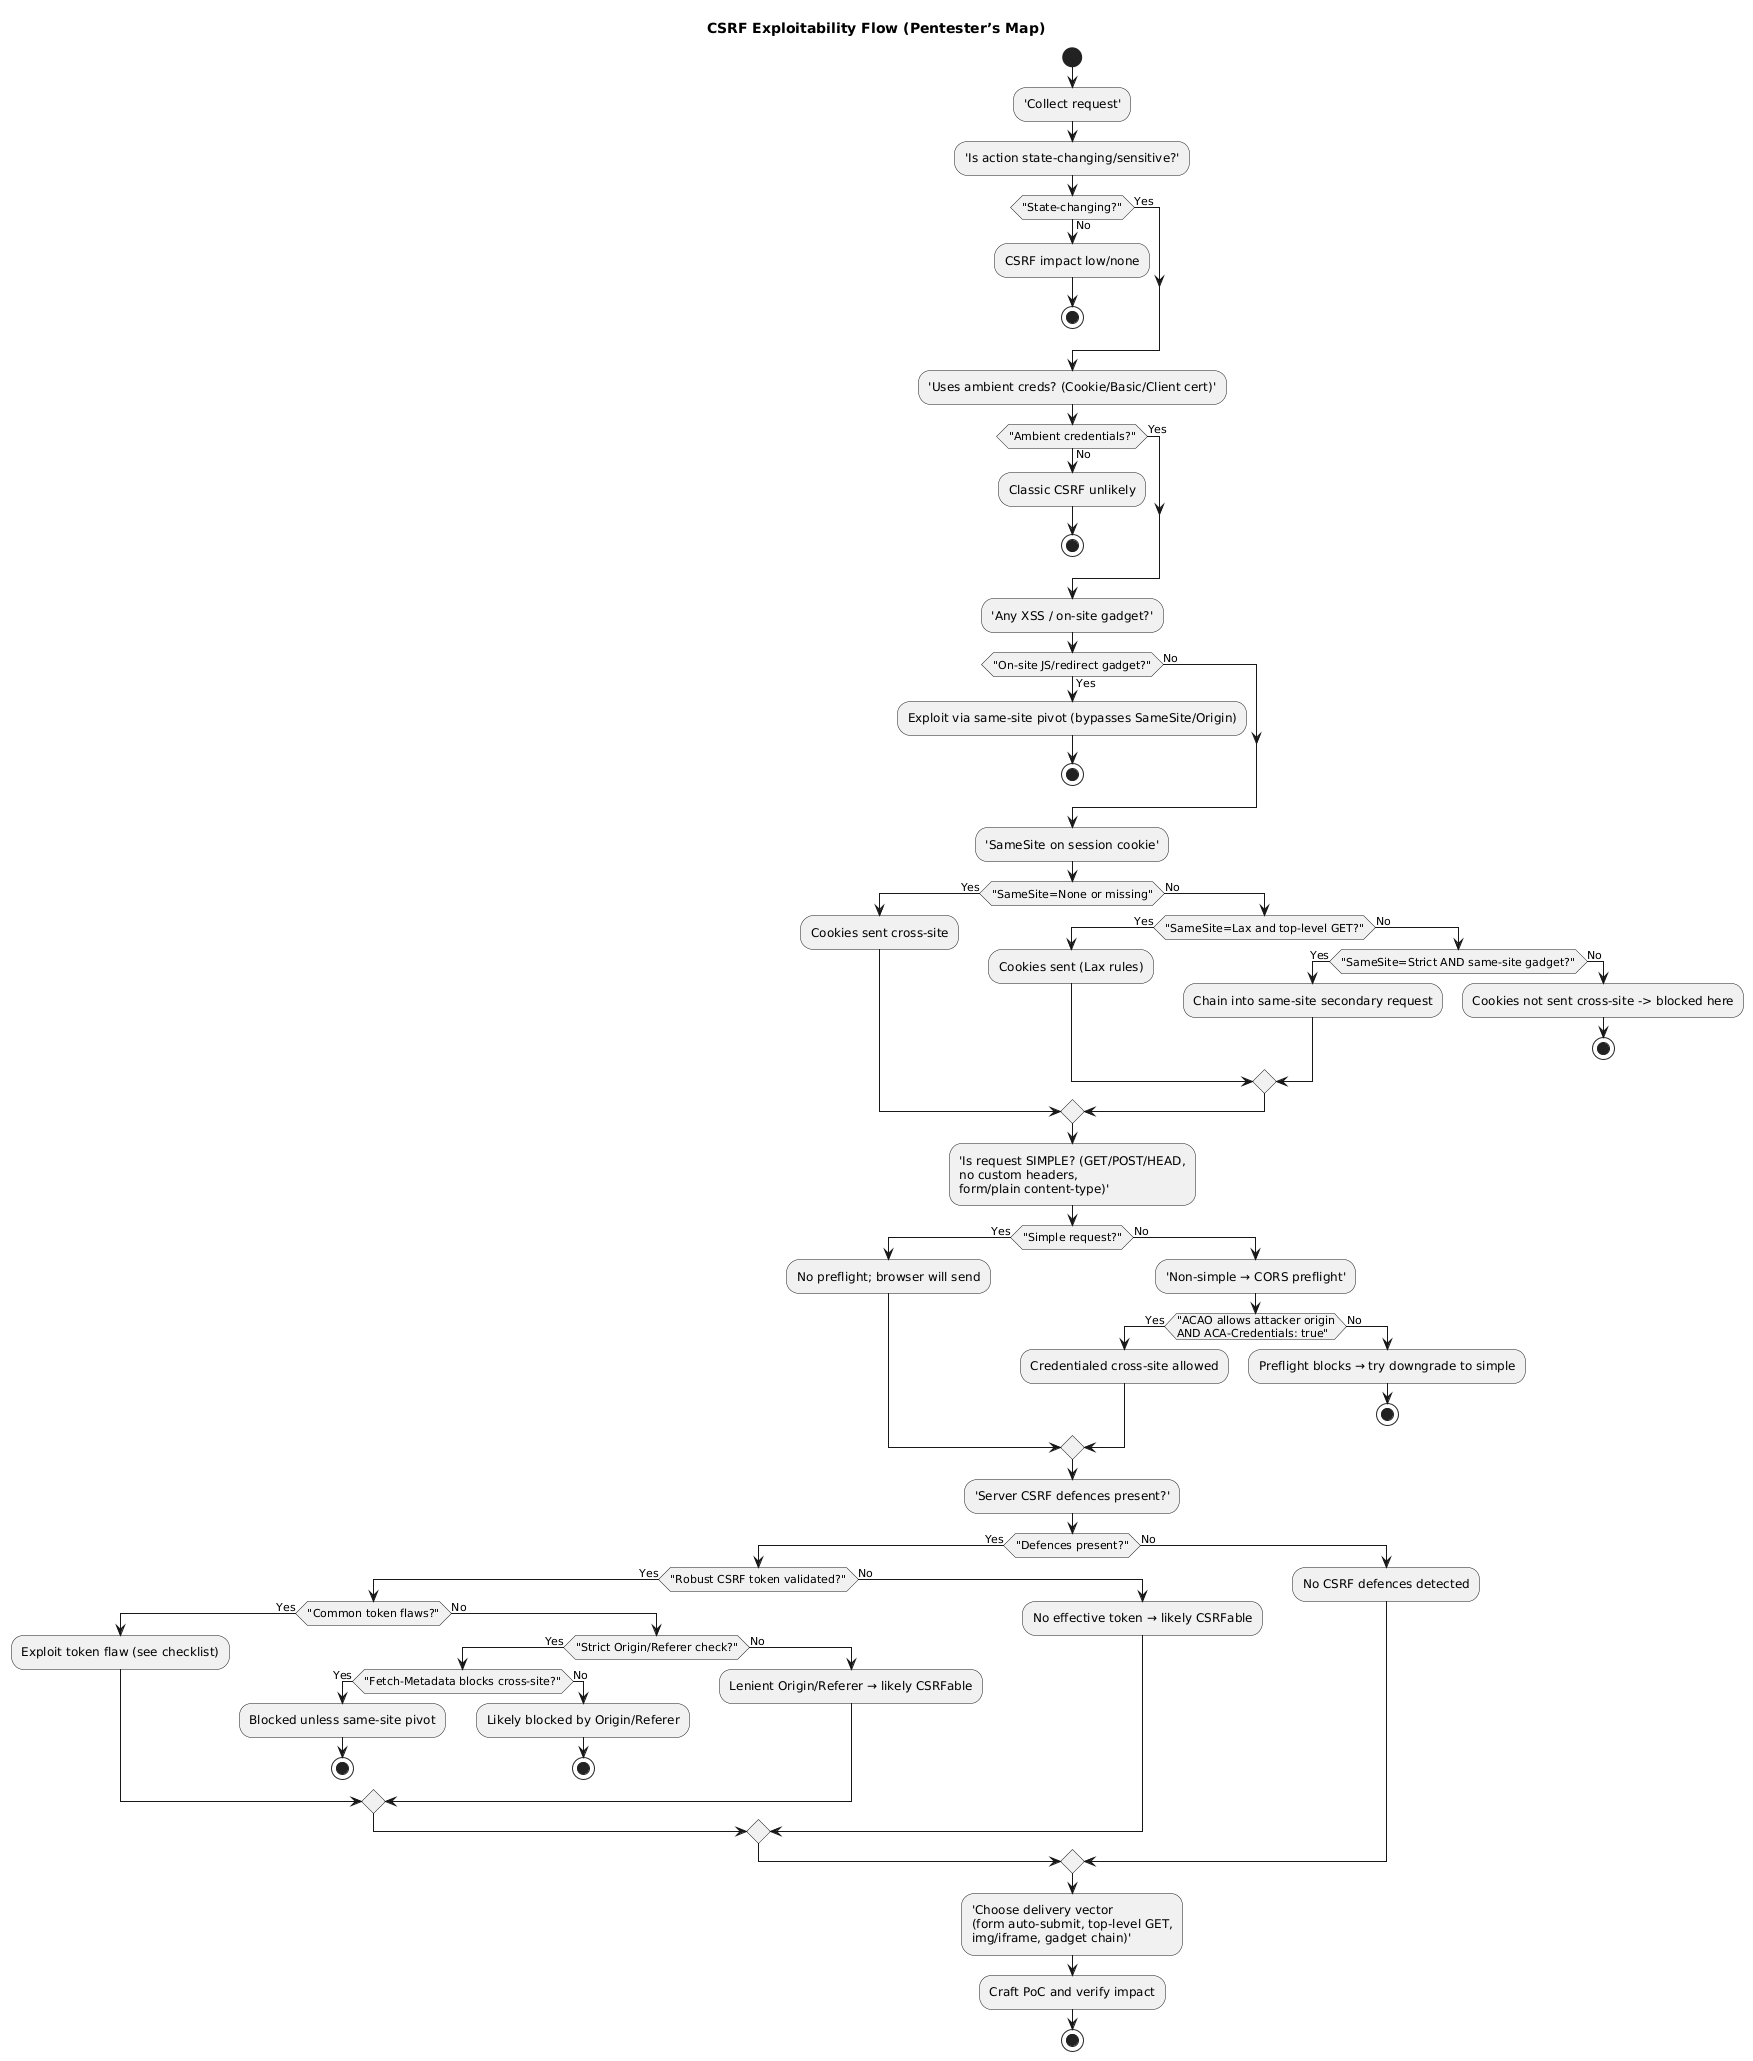 CSRF Exploitability Flow (Pentester’s Map)
'Collect request'
'Is action state-changing/sensitive?'
"State-changing?"
Yes
No
CSRF impact low/none
'Uses ambient creds? (Cookie/Basic/Client cert)'
"Ambient credentials?"
Yes
No
Classic CSRF unlikely
'Any XSS / on-site gadget?'
"On-site JS/redirect gadget?"
No
Yes
Exploit via same-site pivot (bypasses SameSite/Origin)
'SameSite on session cookie'
Yes
"SameSite=None or missing"
No
Cookies sent cross-site
Yes
"SameSite=Lax and top-level GET?"
No
Cookies sent (Lax rules)
Yes
"SameSite=Strict AND same-site gadget?"
No
Chain into same-site secondary request
Cookies not sent cross-site -> blocked here
'Is request SIMPLE? (GET/POST/HEAD,
no custom headers,
form/plain content-type)'
Yes
"Simple request?"
No
No preflight; browser will send
'Non-simple → CORS preflight'
Yes
"ACAO allows attacker origin
AND ACA-Credentials: true"
No
Credentialed cross-site allowed
Preflight blocks → try downgrade to simple
'Server CSRF defences present?'
Yes
"Defences present?"
No
Yes
"Robust CSRF token validated?"
No
No CSRF defences detected
Yes
"Common token flaws?"
No
No effective token → likely CSRFable
Exploit token flaw (see checklist)
Yes
"Strict Origin/Referer check?"
No
Yes
"Fetch-Metadata blocks cross-site?"
No
Lenient Origin/Referer → likely CSRFable
Blocked unless same-site pivot
Likely blocked by Origin/Referer
'Choose delivery vector
(form auto-submit, top-level GET,
img/iframe, gadget chain)'
Craft PoC and verify impact